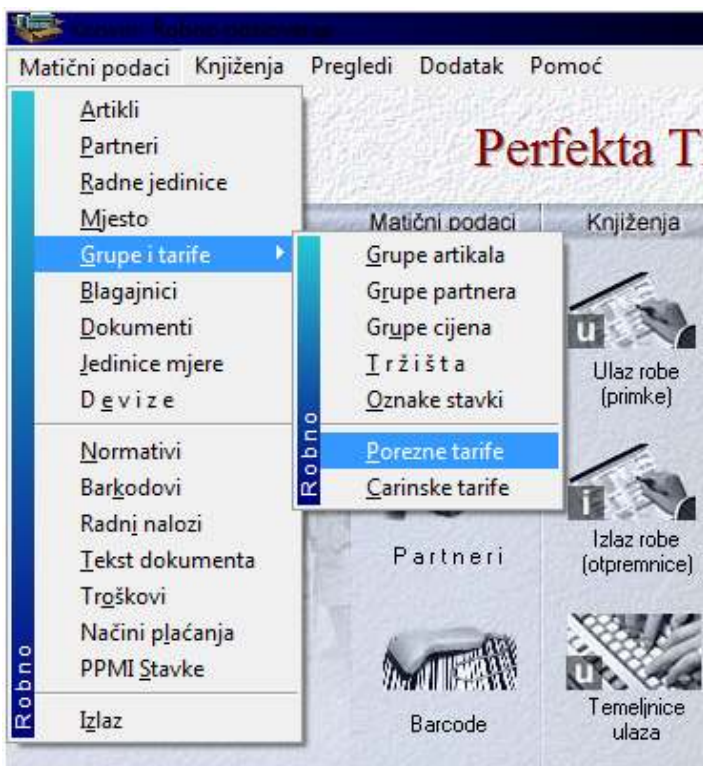 Matični podaci Knjiženja Pregledi Dodatak Pomoć
Perfekta T
Artikli
Partneri
Radne jedinice
Mjesto
Grupe i tarife
Blagajnici
Dokumenti
Jedinice mjere
D e v i z e
Normativi
Barkodovi
Radni nalozi
Tekst dokumenta
Troškovi
Načini plaćanja
PPMI Stavke
Izlaz
Robno
Grupe artikala
Grupe partnera
Grupe cijena
T r ž i š t a
Oznake stavki
Porezne tarife
Carinske tarife
Robno
Matični podaci
Partneri
Barcode
Knjiženja
u
Ulaz robe
(primke)
i
Izlaz robe
(otpremnice)
u
Temeljnice
ulaza